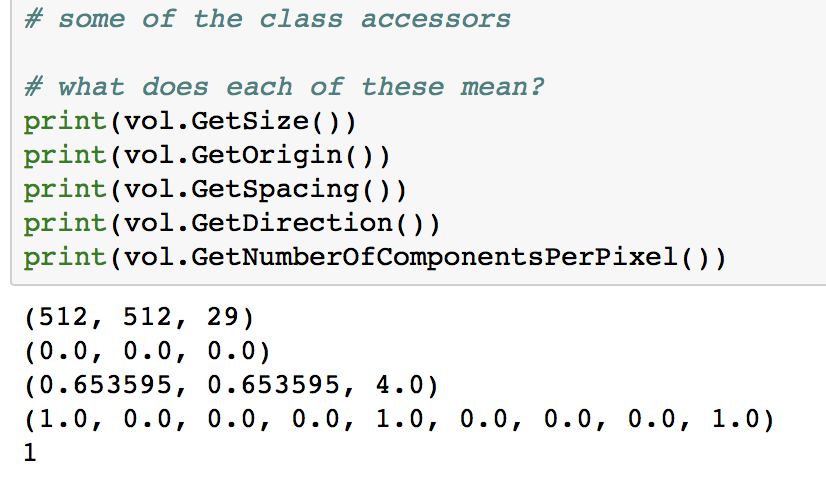 # some of the class accessors
# what does each of these mean?
print(vol.GetSize())
print(vol.GetOrigin())
print(vol.GetSpacing())
print(vol.GetDirection())
print(vol.GetNumberOfComponentsPerPixel())
(512, 512, 29)
(0.0, 0.0, 0.0)
(0.653595, 0.653595, 4.0)
(1.0, 0.0, 0.0, 0.0, 1.0, 0.0, 0.0, 0.0, 1.0)
1